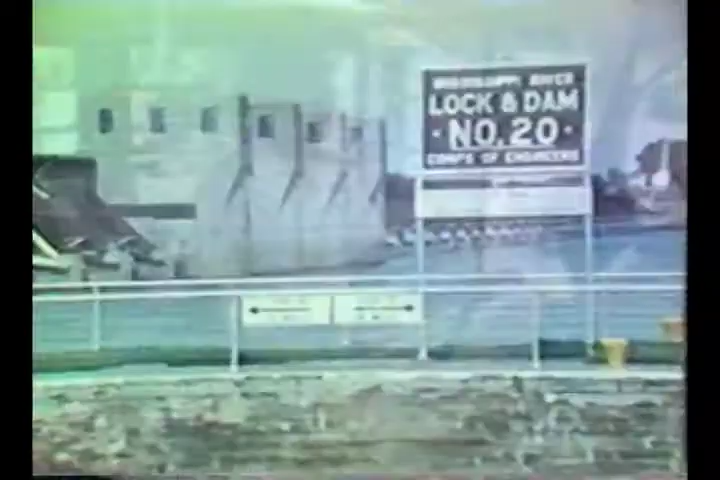 MISSISSIPPI RIVER
LOCK & DAM
· NO. 20 ·
CORPS OF ENGINEERS